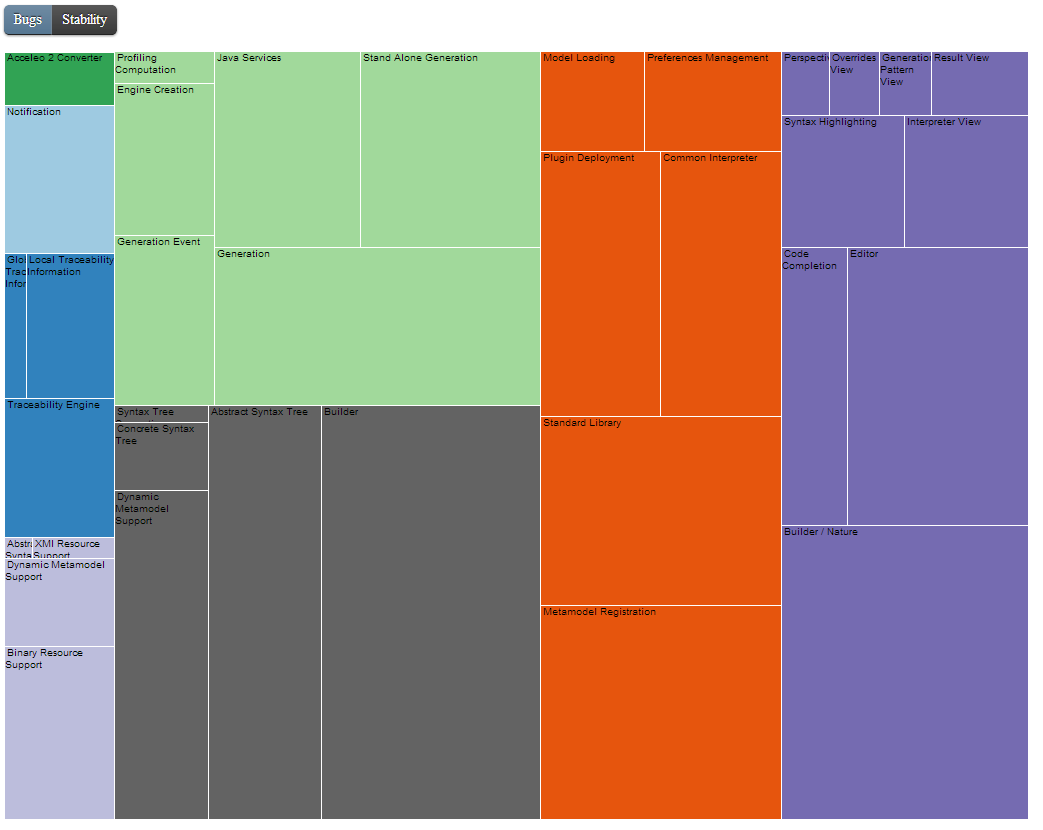 Bugs Stability
Acceleo 2 Converter
Notification
Local Traceability
Information
Traceability Engine
XMI Resource
Support
Dynamic Metamodel
Support
Binary Resource
Support
Profiling
Computation
Engine Creation
Generation Event
Java Services
Stand Alone Generation
Generation
Syntax Tree
Concrete Syntax
Tree
Dynamic
Metamodel
Support
Abstract Syntax Tree
Builder
Model Loading
Preferences Management
Plugin Deployment
Common Interpreter
Standard Library
Metamodel Registration
Overrides
View
Pattern
View
Result View
Syntax Highlighting
Interpreter View
Code
Completion
Editor
Builder / Nature